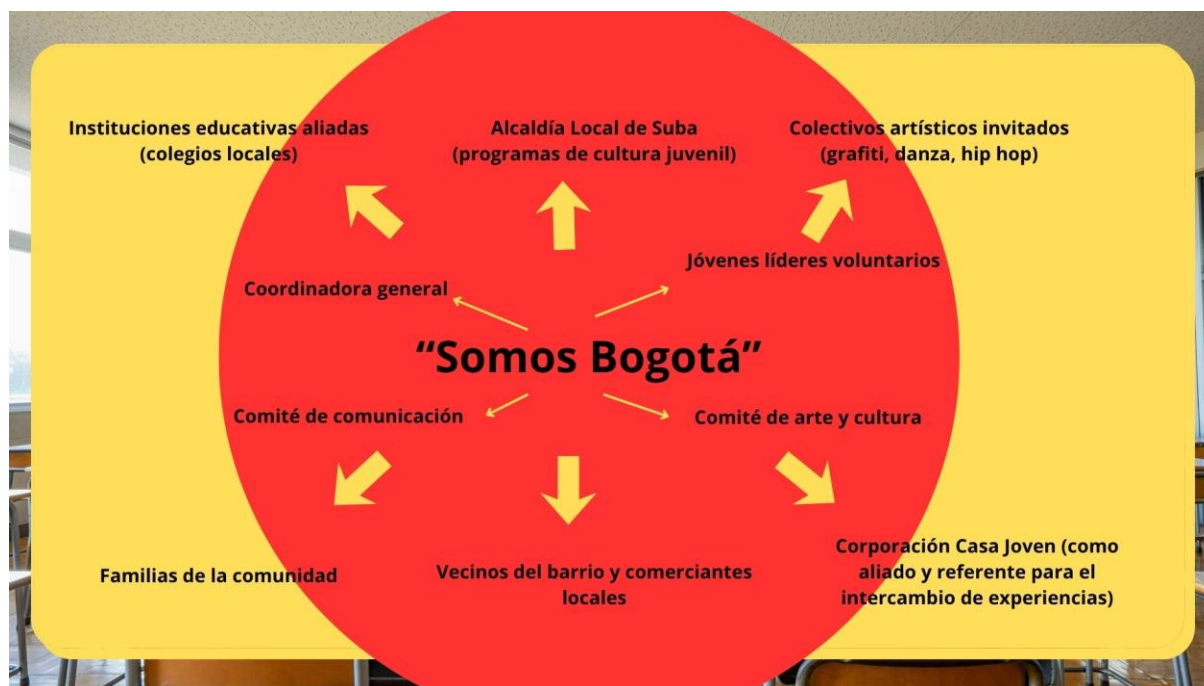 Instituciones educativas aliadas
(colegios locales)
Alcaldía Local de Suba
(programas de cultura juvenil)
Colectivos artísticos invitados
(grafiti, danza, hip hop)
Jóvenes líderes voluntarios
Coordinadora general
“Somos Bogotá”
Comité de comunicación
Comité de arte y cultura
Familias de la comunidad
Vecinos del barrio y comerciantes
locales
Corporación Casa Joven (como
aliado y referente para el
intercambio de experiencias)